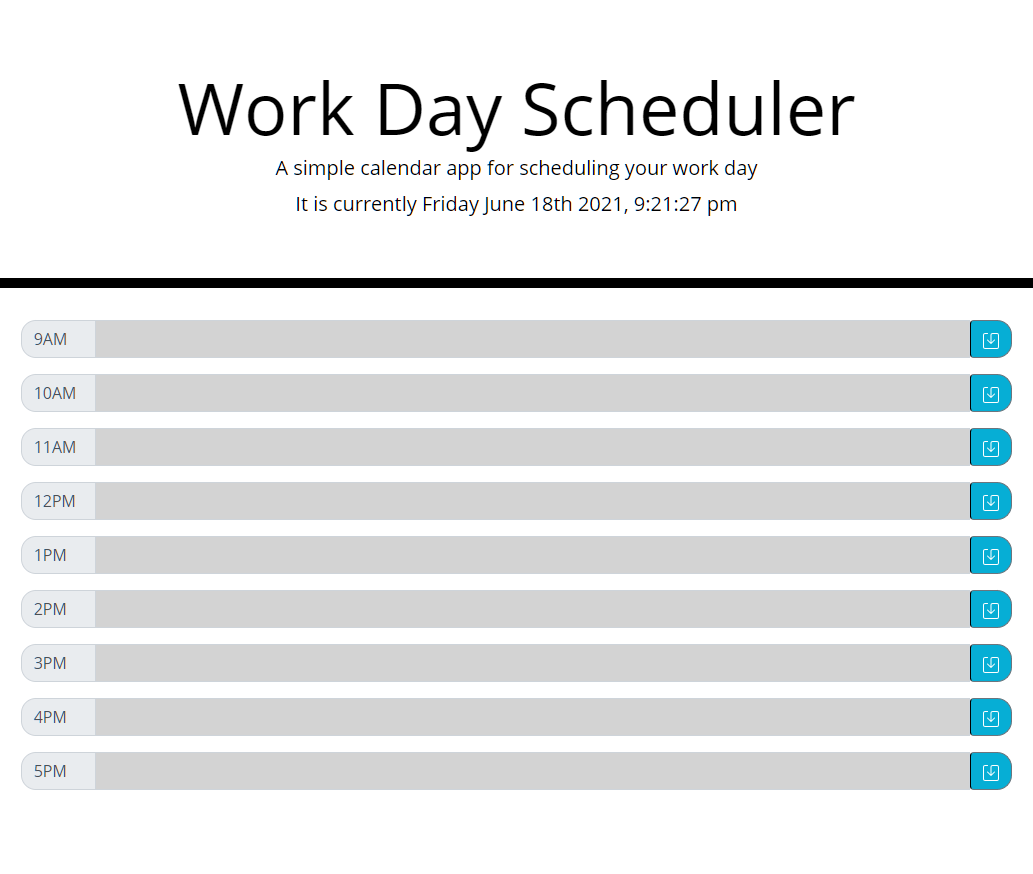 Work Day Scheduler
A simple calendar app for scheduling your work day
It is currently Friday June 18th 2021, 9:21:27 pm
9AM
10AM
11AM
12PM
1PM
2PM
3PM
4PM
5PM